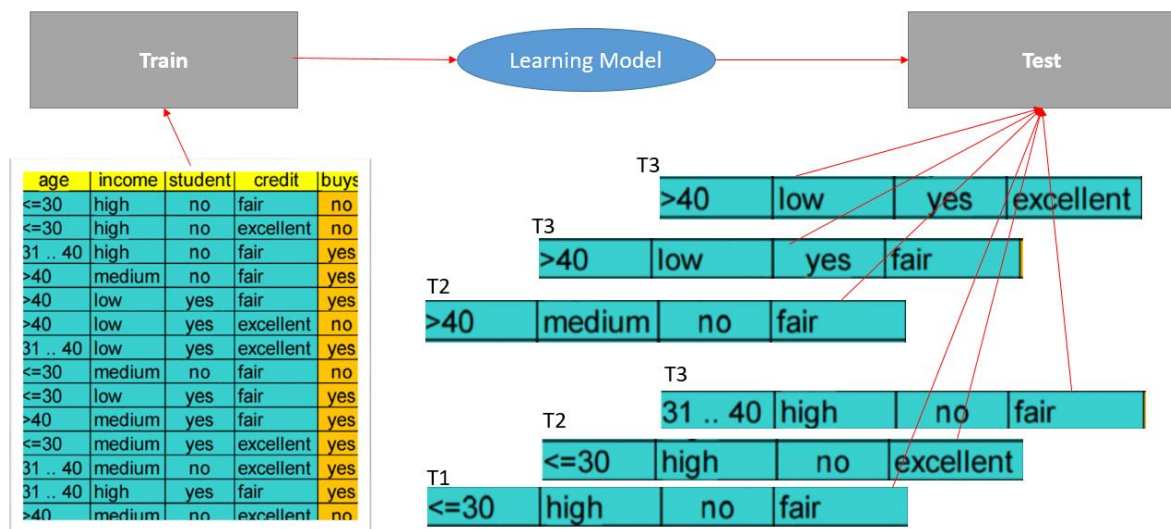 Train
Learning Model
Test
age income student credit buys
<=30 high no fair no
<=30 high no excellent no
31 .. 40 high no fair yes
>40 medium no fair yes
>40 low yes fair yes
>40 low yes excellent no
31 .. 40 low yes excellent yes
<=30 medium no fair no
<=30 low yes fair yes
>40 medium yes fair yes
<=30 medium yes excellent yes
31 .. 40 medium no excellent yes
31 .. 40 high yes fair yes
>40 medium no excellent no
T3
>40 low yes excellent
T3
>40 low yes fair
T2
>40 medium no fair
T3
31 .. 40 high no fair
T2
<=30 high no excellent
T1
<=30 high no fair